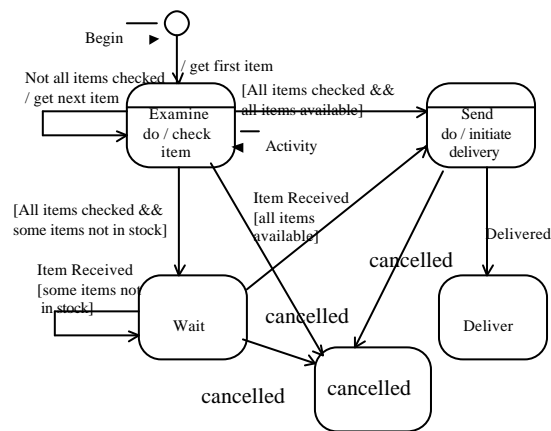 Begin
/ get first item
Not all items checked
/ get next item
[All items checked &&
all items available]
Examine
do / check
item
Send
do / initiate
delivery
Activity
[All items checked &&
some items not in stock]
Item Received
[all items
available]
Delivered
cancelled
Item Received
[some items not
in stock]
Wait
cancelled
Deliver
cancelled
cancelled